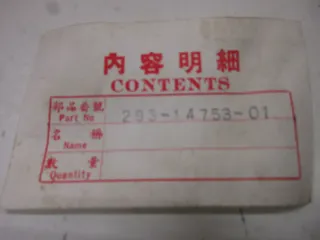 內容明細
CONTENTS
部品番號 293-14753-01
Part No
名稱
Name
數量
Quantity